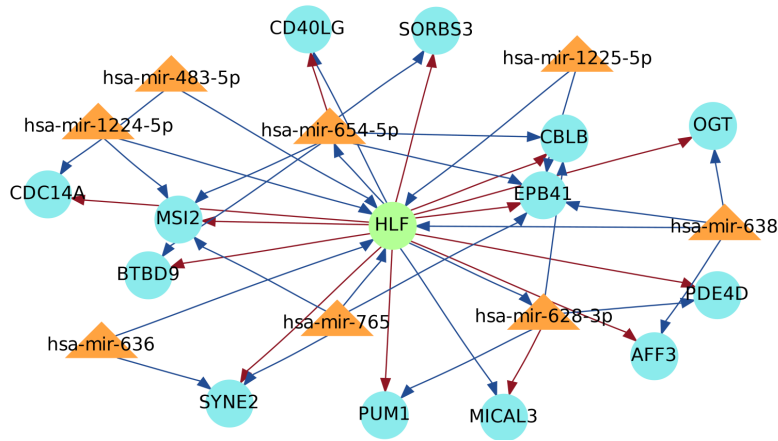 CD40LG
SORBS3
hsa-mir-1225-5p
hsa-mir-483-5p
hsa-mir-1224-5p
hsa-mir-654-5p
CBLB
OGT
CDC14A
MSI2
EPB41
HLF
hsa-mir-638
BTBD9
PDE4D
hsa-mir-765
hsa-mir-628-3p
hsa-mir-636
AFF3
SYNE2
PUM1
MICAL3